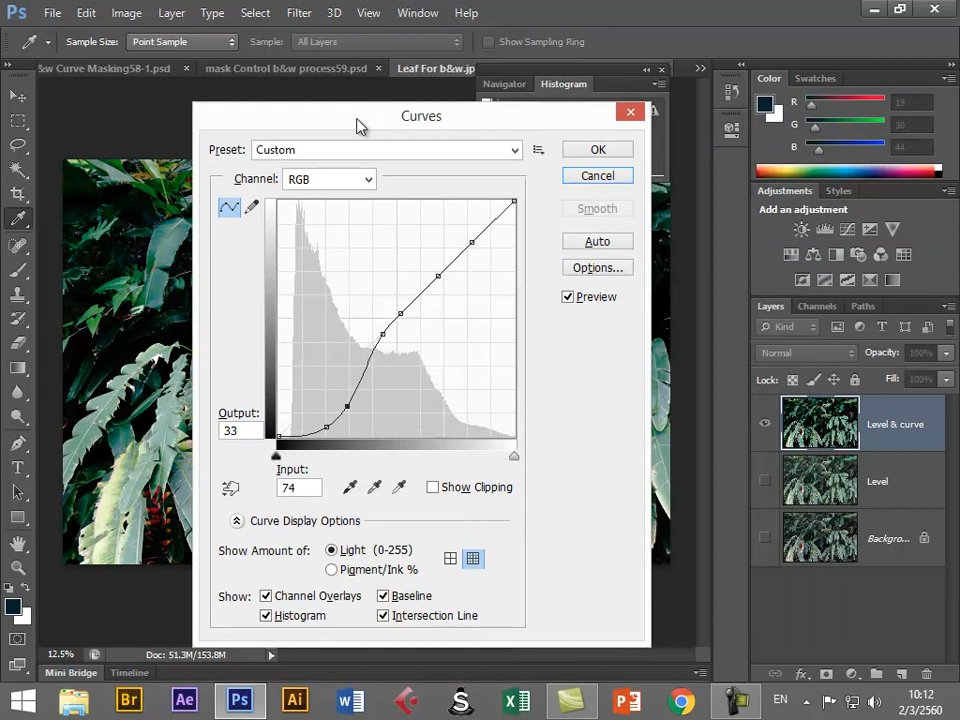 Ps File Edit Image Layer Type Select Filter 3D View Window Help
Sample Size: Point Sample Sample: All Layers Show Sampling Ring
&w Curve Masking58-1.psd × mask Control b&w process59.psd × Leaf For b&w.jp
Navigator Histogram
Color Swatches
R 19
G 30
B 44
Adjustments Styles
Add an adjustment
Layers Channels Paths
Kind
Normal Opacity: 100%
Lock: Fill: 100%
Level & curve
Level
Backgro...
Curves
Preset: Custom
OK
Channel: RGB
Cancel
Smooth
Auto
Options...
Preview
Output:
33
Input:
74
Show Clipping
Curve Display Options
Show Amount of: Light (0-255)
Pigment/Ink %
Show: Channel Overlays Baseline
Histogram Intersection Line
12.5% Doc: 51.3M/153.8M
Mini Bridge Timeline
Br Ae Ps Ai W S X P EN 10:12
2/3/2560